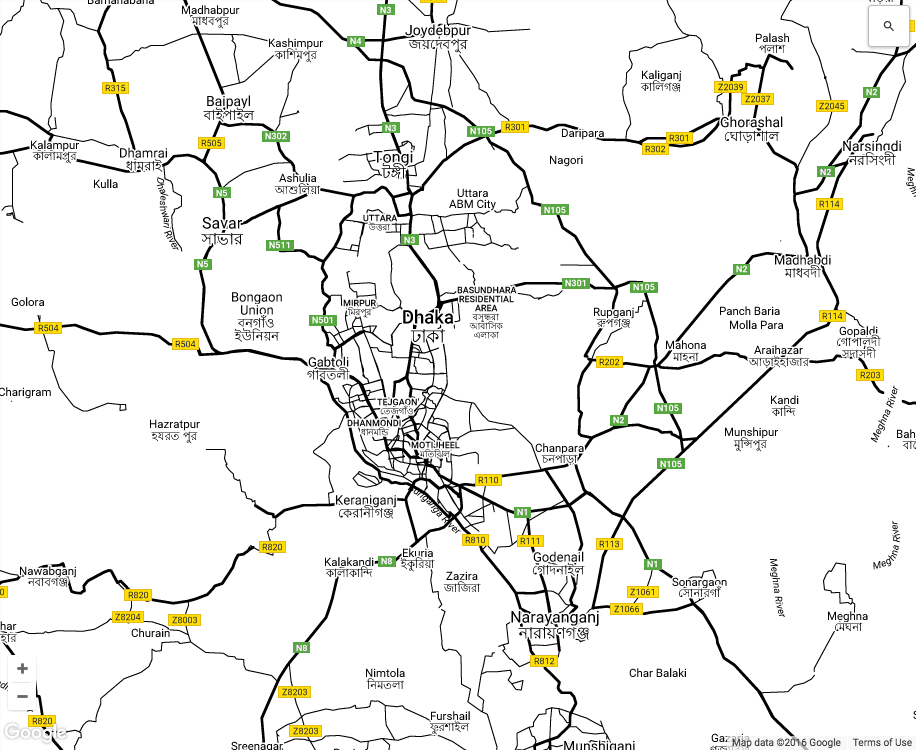 Bamanabana
Madhabpur
মাধবপুর
N3
R301
Joydebpur
জয়দেবপুর
N4
Kashimpur
কাশিমপুর
Palash
পলাশ
Kaliganj
কালিগঞ্জ
R315
Z2039
Z2037
N2
Z2045
Baipayl
বাইপাইল
N302
N3
N105
R301
Ghorashal
ঘোড়াশাল
Daripara
R301
R302
R505
Kalampur
কালামপুর
Dhamrai
ধামরাই
Tongi
টঙ্গী
Nagori
Narsingdi
নরসিংদী
N2
Kulla
Ashulia
আশুলিয়া
N5
Uttara
ABM City
N105
R314
Dhaleshwari River
Savar
সাভার
UTTARA
উত্তরা
N3
N511
N5
Madhabdi
মাধবদী
N2
N301
N105
Golora
Bongaon
Union
বনগাঁও
ইউনিয়ন
MIRPUR
মিরপুর
N501
Dhaka
ঢাকা
BASUNDHARA
RESIDENTIAL
AREA
বসুন্ধরা
আবাসিক
এলাকা
Rupganj
রুপগঞ্জ
Panch Baria
Molla Para
R114
R504
R504
Gopaldi
গোপালদী
সদাসদী
Mahona
মাহনা
Araihazar
আড়াইহাজার
Gabtoli
গাবতলী
R202
R203
Charigram
TEJGAON
তেজগাঁও
N105
Kandi
কান্দি
Meghna River
Hazratpur
হযরত পুর
DHANMONDI
ধানমন্ডি
N2
Munshipur
মুন্সিপুর
MOTIJHEEL
মতিঝিল
Chanpara
চনপাড়া
N105
R110
Keraniganj
কেরানীগঞ্জ
N1
R820
R810
R111
R113
Ekuria
ইকুরিয়া
Kalakandi
কালাকান্দি
N8
Godenail
গোদনাইল
N1
Meghna River
Meghna River
Nawabganj
নবাবগঞ্জ
Zazira
জাজিরা
Sonargaon
সোনারগাঁ
R820
Z1061
Z8204
Z8003
Z1066
Churain
Narayanganj
নারায়ণগঞ্জ
Meghna
মেঘনা
N8
R812
Nimtola
নিমতলা
Char Balaki
Z8203
R820
Z8203
Furshail
ফুরশাইল
Sreenagar
Munshiganj
Google
Map data ©2016 Google
Terms of Use